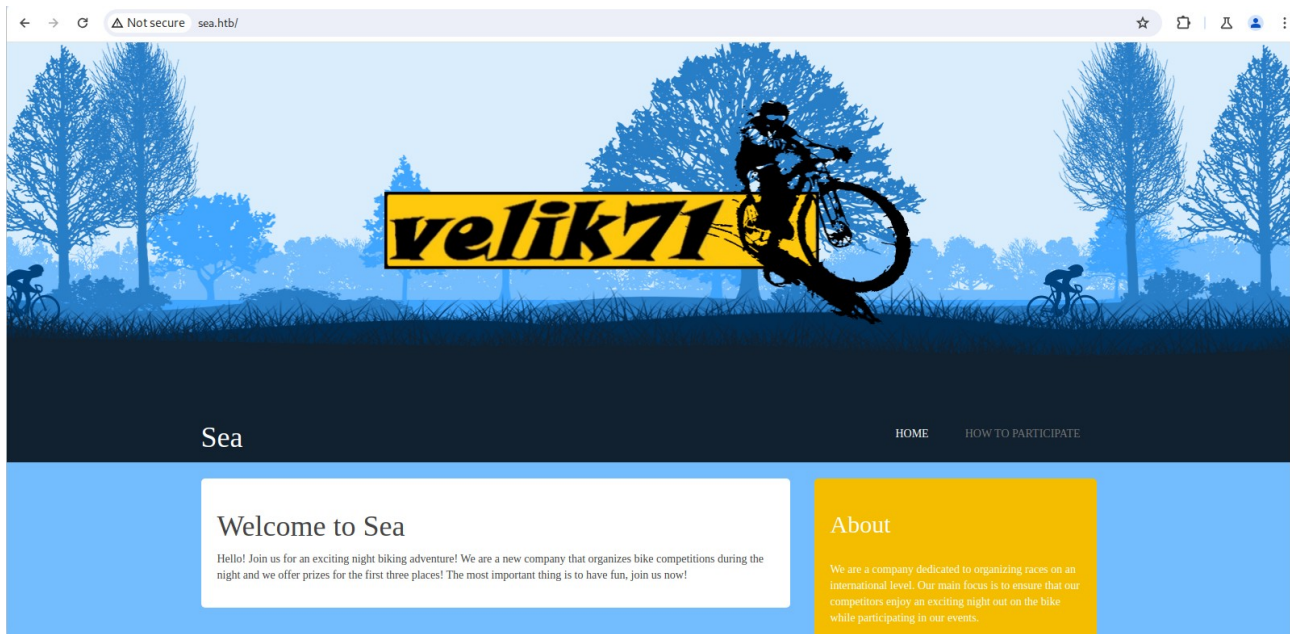 Not secure sea.htb/
velik71
Sea
HOME HOW TO PARTICIPATE
Welcome to Sea
Hello! Join us for an exciting night biking adventure! We are a new company that organizes bike competitions during the
night and we offer prizes for the first three places! The most important thing is to have fun, join us now!
About
We are a company dedicated to organizing races on an
international level. Our main focus is to ensure that our
competitors enjoy an exciting night out on the bike
while participating in our events.